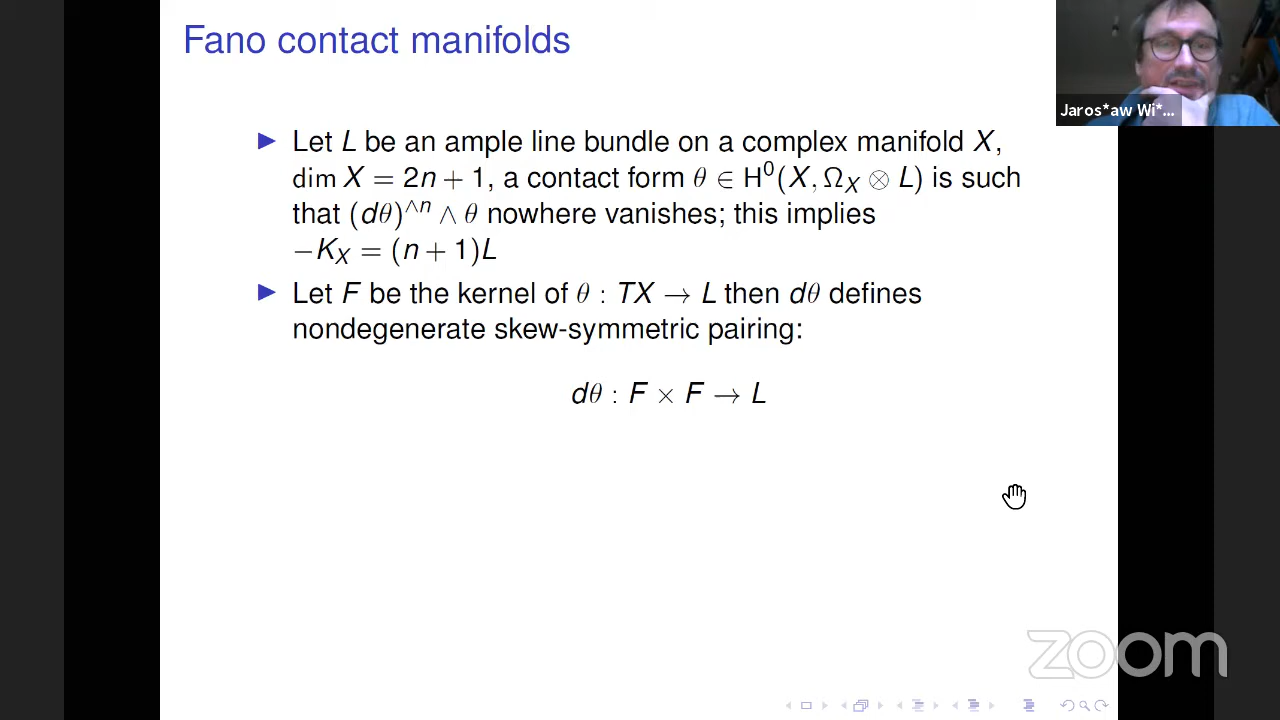 Fano contact manifolds
Jaros*aw Wi*...
▶ Let L be an ample line bundle on a complex manifold X,
dim X = 2n + 1, a contact form θ ∈ H⁰(X, Ω_X ⊗ L) is such
that (dθ)^{∧n} ∧ θ nowhere vanishes; this implies
−K_X = (n + 1)L
▶ Let F be the kernel of θ : TX → L then dθ defines
nondegenerate skew-symmetric pairing:
dθ : F × F → L
zoom